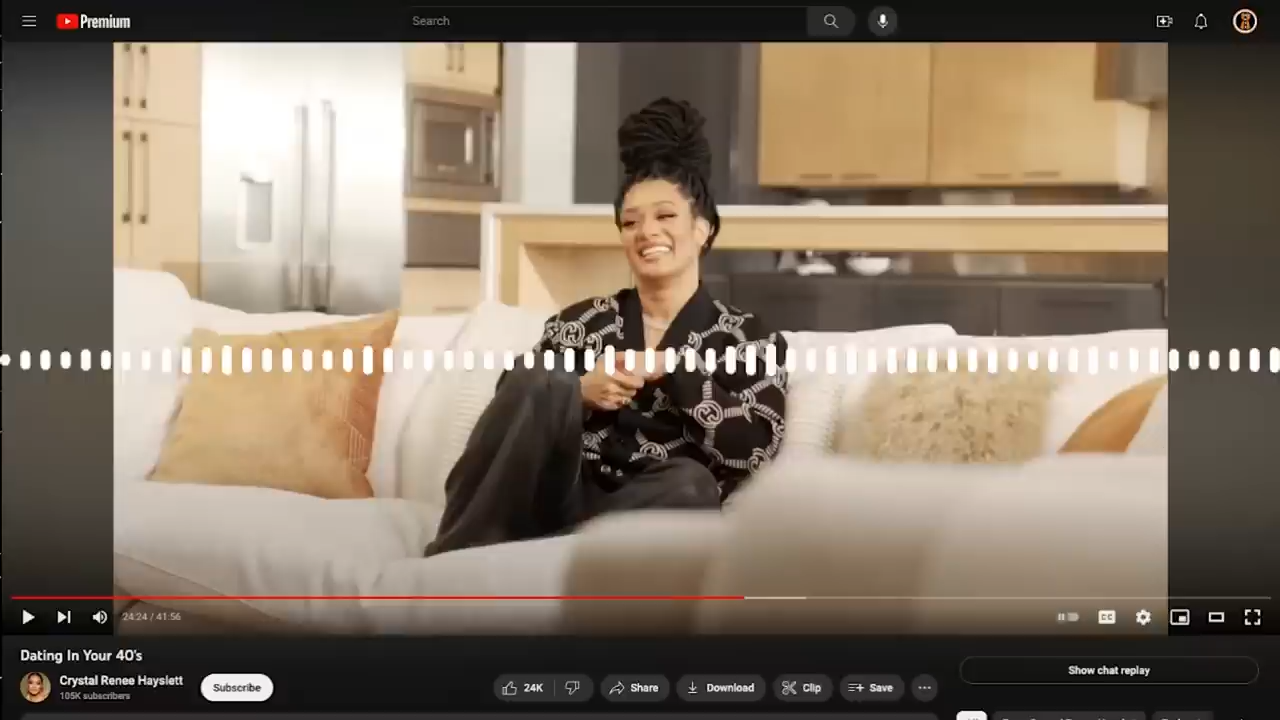 Premium
Search
24:24 / 41:56
CC
Dating In Your 40's
Crystal Renee Hayslett
105K subscribers
Subscribe
24K
Share
Download
Clip
Save
Show chat replay